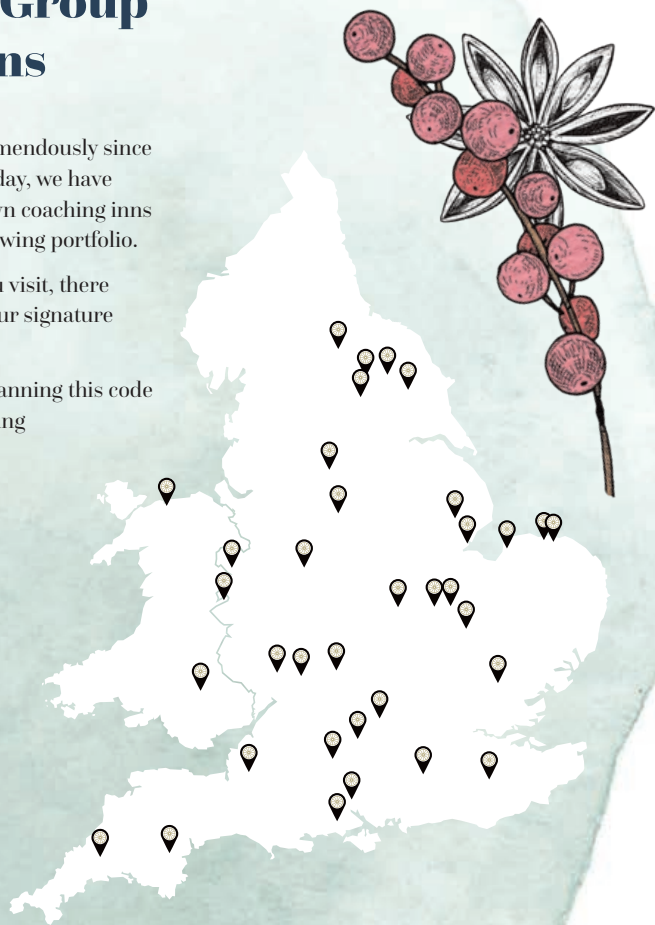 Group
ns
mendously since
day, we have
wn coaching inns
wing portfolio.
u visit, there
ur signature
anning this code
ng